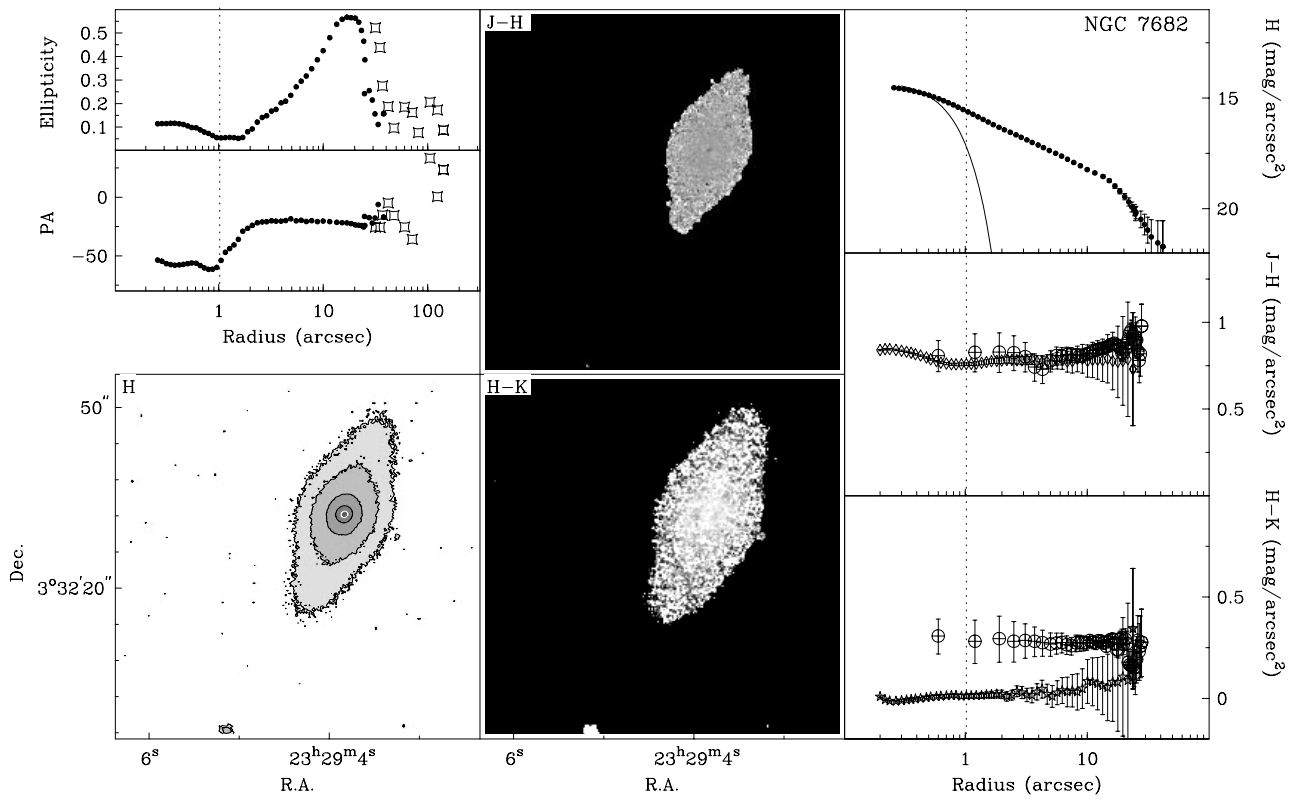 Ellipticity
0.5
0.4
0.3
0.2
0.1
PA
0
−50
1
10
100
Radius (arcsec)
J−H
NGC 7682
H (mag/arcsec²)
15
20
J−H (mag/arcsec²)
1
0.5
H
50″
3°32′20″
Dec.
6ˢ
23ʰ29ᵐ4ˢ
R.A.
H−K
6ˢ
23ʰ29ᵐ4ˢ
R.A.
H−K (mag/arcsec²)
0.5
0
1
10
Radius (arcsec)